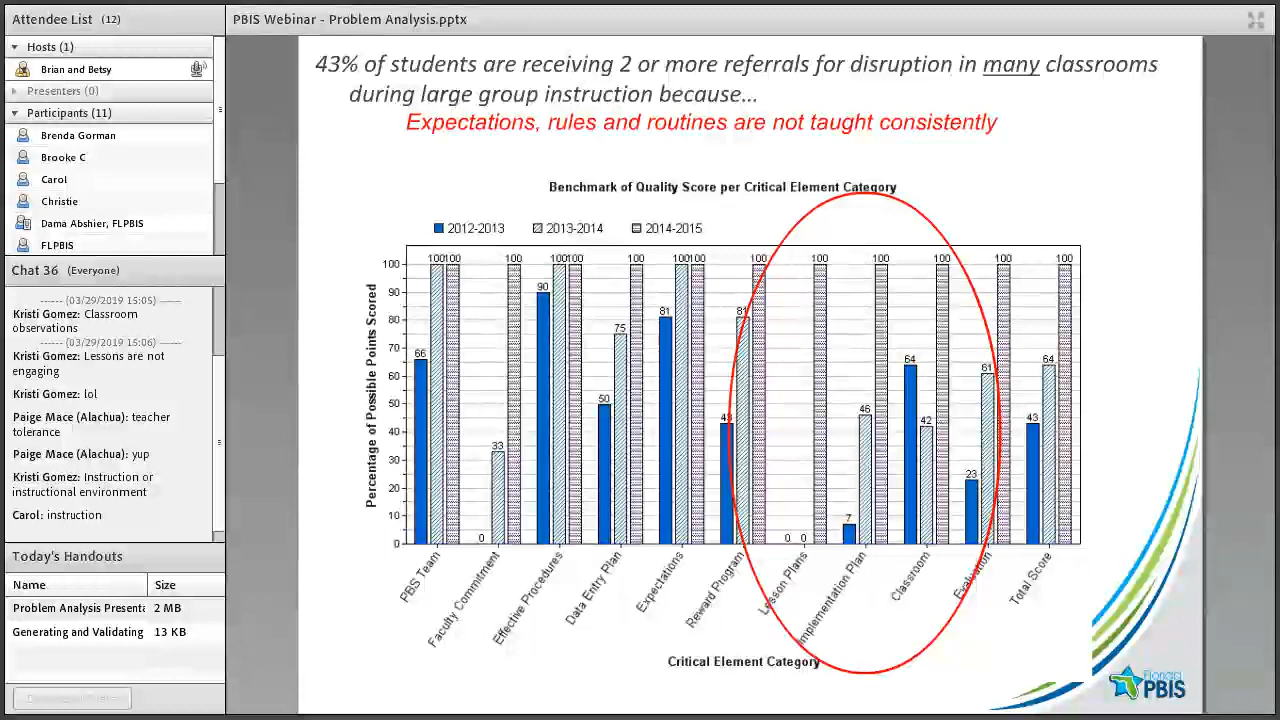 Attendee List (12)
Hosts (1)
Brian and Betsy
Presenters (0)
Participants (11)
Brenda Gorman
Brooke C
Carol
Christie
Dama Abshier, FLPBIS
FLPBIS
Chat 36 (Everyone)
------ (03/29/2019 15:05) ------
Kristi Gomez: Classroom
observations
------ (03/29/2019 15:06) ------
Kristi Gomez: Lessons are not
engaging
Kristi Gomez: lol
Paige Mace (Alachua): teacher
tolerance
Paige Mace (Alachua): yup
Kristi Gomez: Instruction or
instructional environment
Carol: instruction
Today's Handouts
Name Size
Problem Analysis Presenta 2 MB
Generating and Validating 13 KB
PBIS Webinar - Problem Analysis.pptx
43% of students are receiving 2 or more referrals for disruption in many classrooms
during large group instruction because...
Expectations, rules and routines are not taught consistently
Benchmark of Quality Score per Critical Element Category
2012-2013 2013-2014 2014-2015
Percentage of Possible Points Scored
100
90
80
70
60
50
40
30
20
10
0
66 100 100
0 33 100
90 100 100
50 75 100
81 100 100
43 81 100
0 0 100
7 46 100
64 42 100
23 61 100
43 64 100
PBIS Team
Faculty Commitment
Effective Procedures
Data Entry Plan
Expectations
Reward Program
Lesson Plans
Implementation Plan
Classroom
Evaluation
Total Score
Critical Element Category
Florida
PBIS